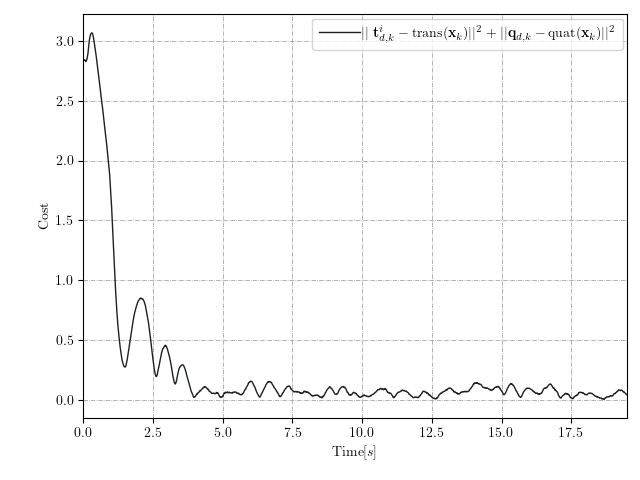 || t^i_{d,k} − trans(x_k)||^2 + ||q_{d,k} − quat(x_k)||^2
3.0
2.5
2.0
1.5
1.0
0.5
0.0
Cost
0.0 2.5 5.0 7.5 10.0 12.5 15.0 17.5
Time[s]